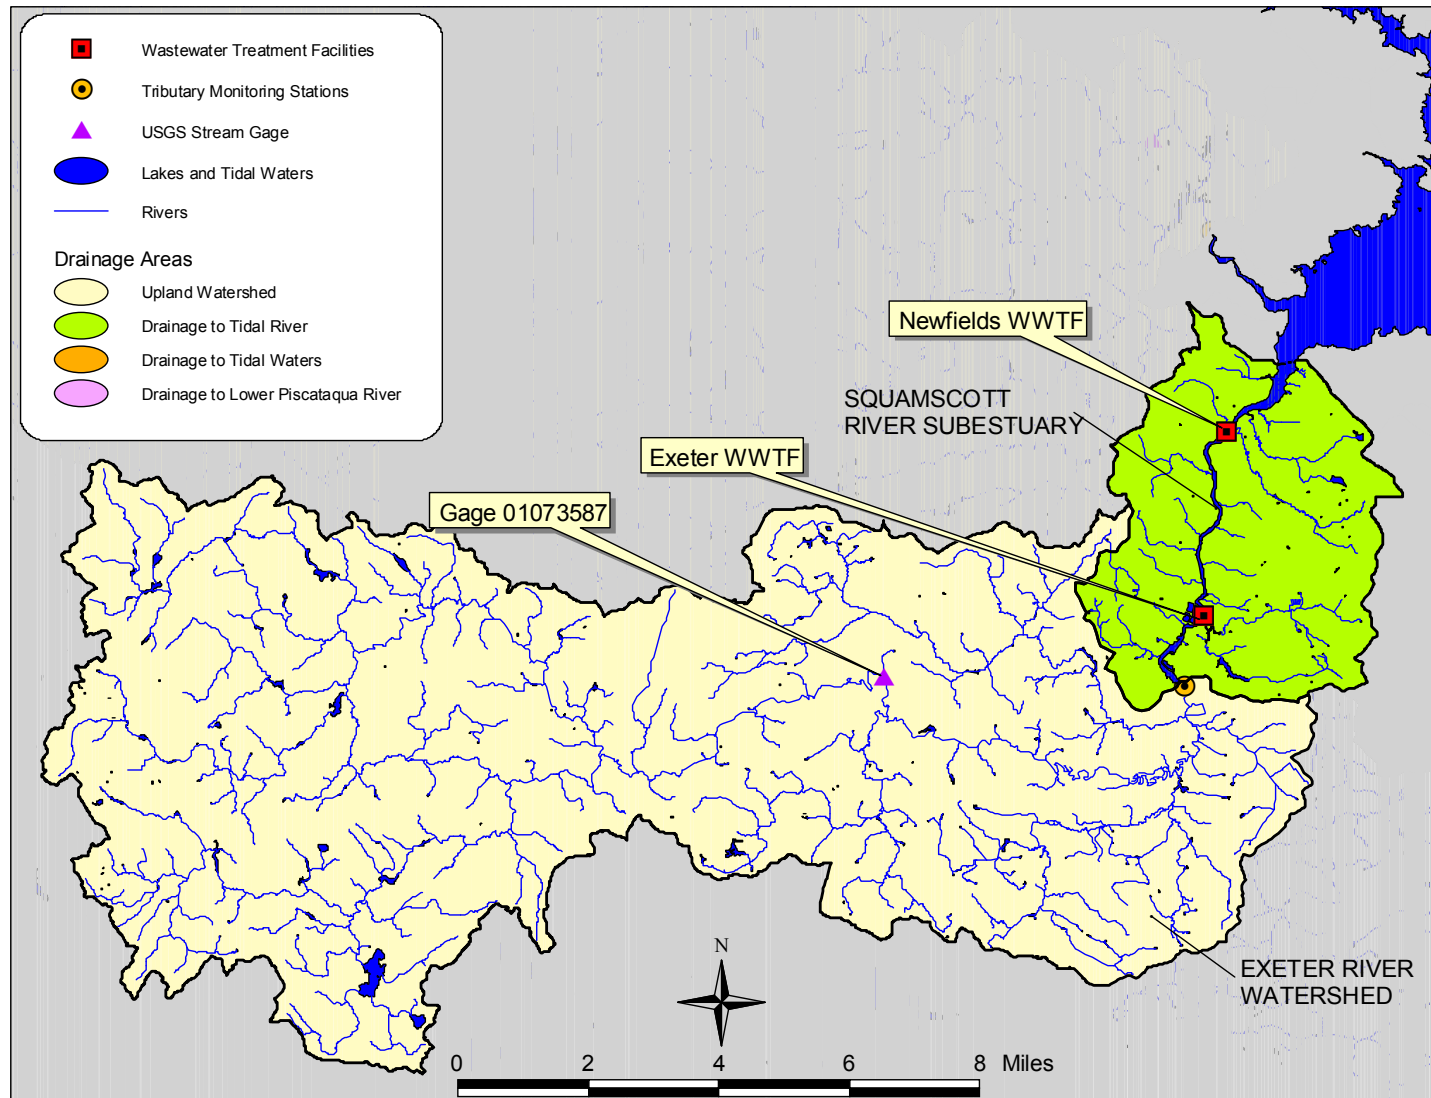 Wastewater Treatment Facilities
Tributary Monitoring Stations
USGS Stream Gage
Lakes and Tidal Waters
Rivers
Drainage Areas
Upland Watershed
Drainage to Tidal River
Drainage to Tidal Waters
Drainage to Lower Piscataqua River
Newfields WWTF
SQUAMSCOTT
RIVER SUBESTUARY
Exeter WWTF
Gage 01073587
EXETER RIVER
WATERSHED
N
0 2 4 6 8 Miles